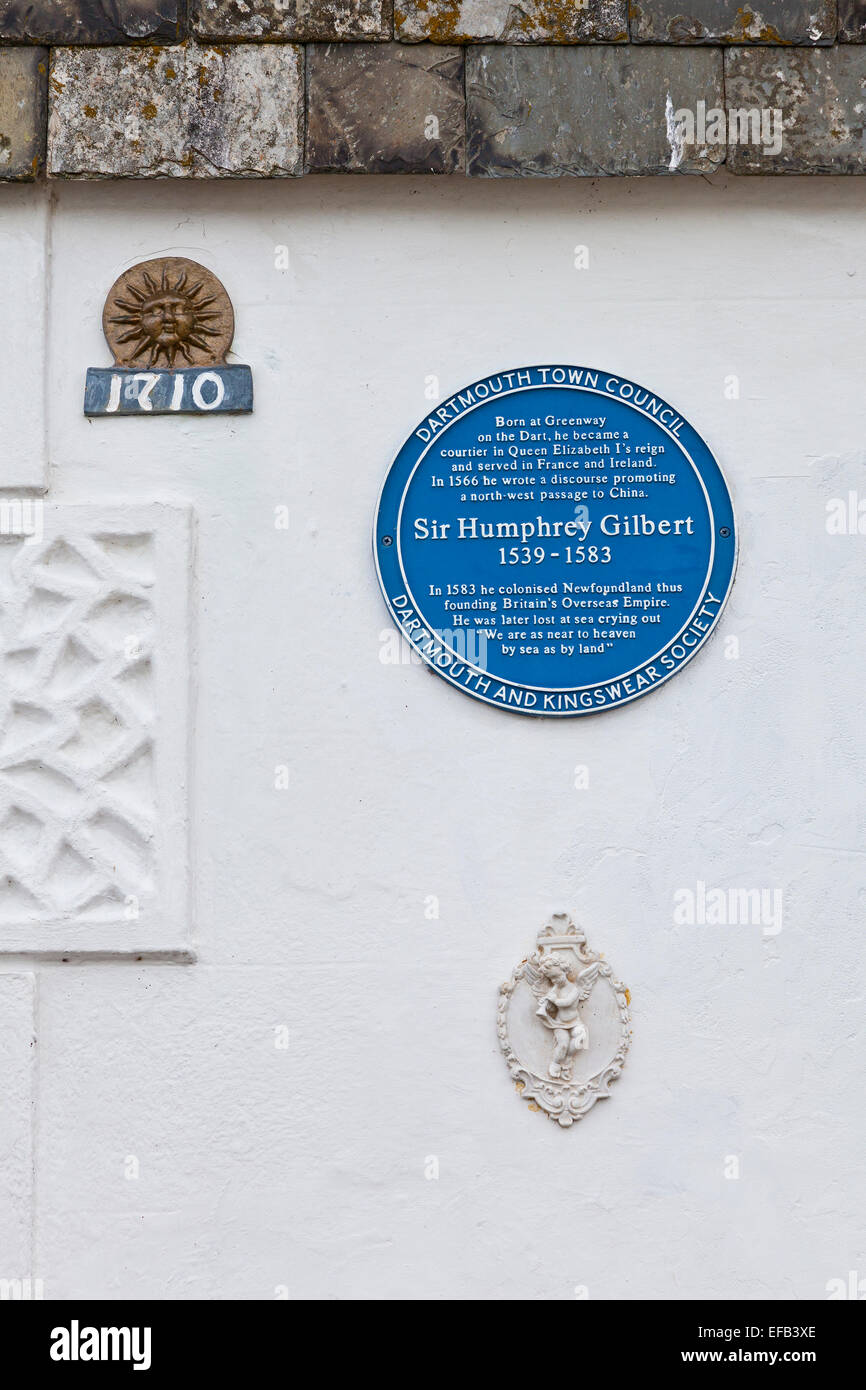 1710
DARTMOUTH TOWN COUNCIL
Born at Greenway
on the Dart, he became a
courtier in Queen Elizabeth I's reign
and served in France and Ireland.
In 1566 he wrote a discourse promoting
a north-west passage to China.
Sir Humphrey Gilbert
1539 - 1583
In 1583 he colonised Newfoundland thus
founding Britain's Overseas Empire.
He was later lost at sea crying out
"We are as near to heaven
by sea as by land"
DARTMOUTH AND KINGSWEAR SOCIETY
alamy
alamy
Image ID: EFB3XE
www.alamy.com